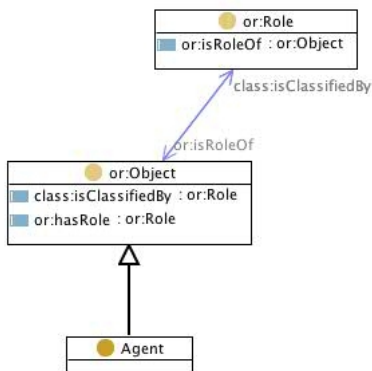 or:Role
or:isRoleOf : or:Object
class:isClassifiedBy
or:isRoleOf
or:Object
class:isClassifiedBy : or:Role
or:hasRole : or:Role
Agent